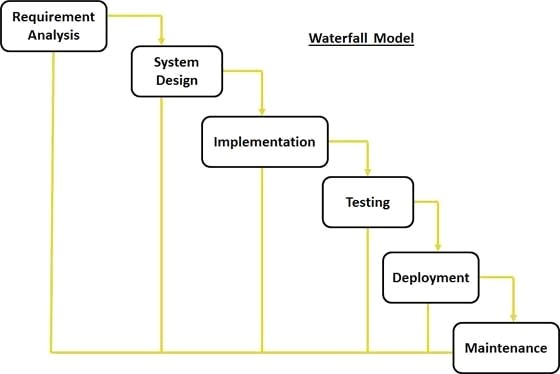 Requirement
Analysis
Waterfall Model
System
Design
Implementation
Testing
Deployment
Maintenance